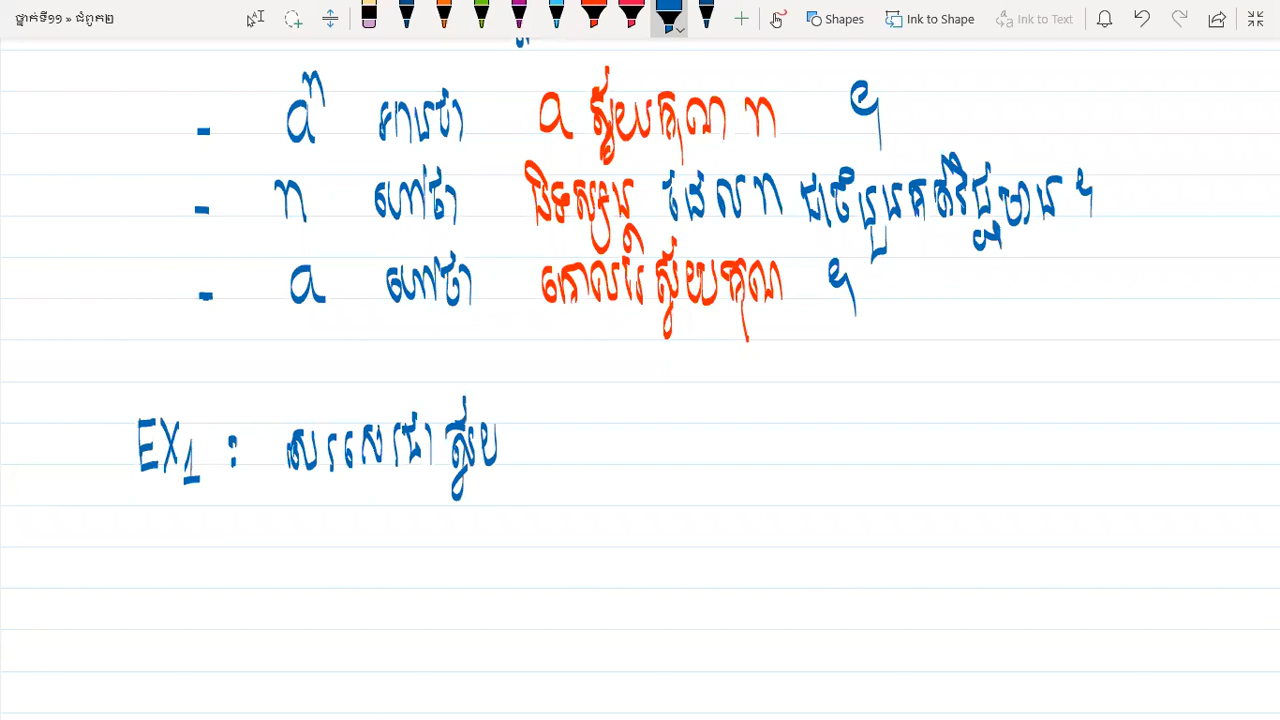 ថ្នាក់ទី១១ » ជំពូក២
Shapes Ink to Shape Ink to Text
- aⁿ អានថា a ស្វ័យគុណ n ។
- n ហៅថា និទស្សន្ត ដែល n ជាចំនួនគត់វិជ្ជមាន ។
- a ហៅថា គោលនៃស្វ័យគុណ ។
EX1 : សរសេរជាស្វ័យ